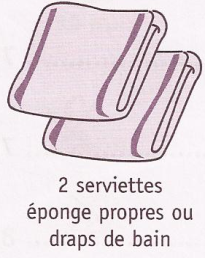 2 serviettes
éponge propres ou
draps de bain